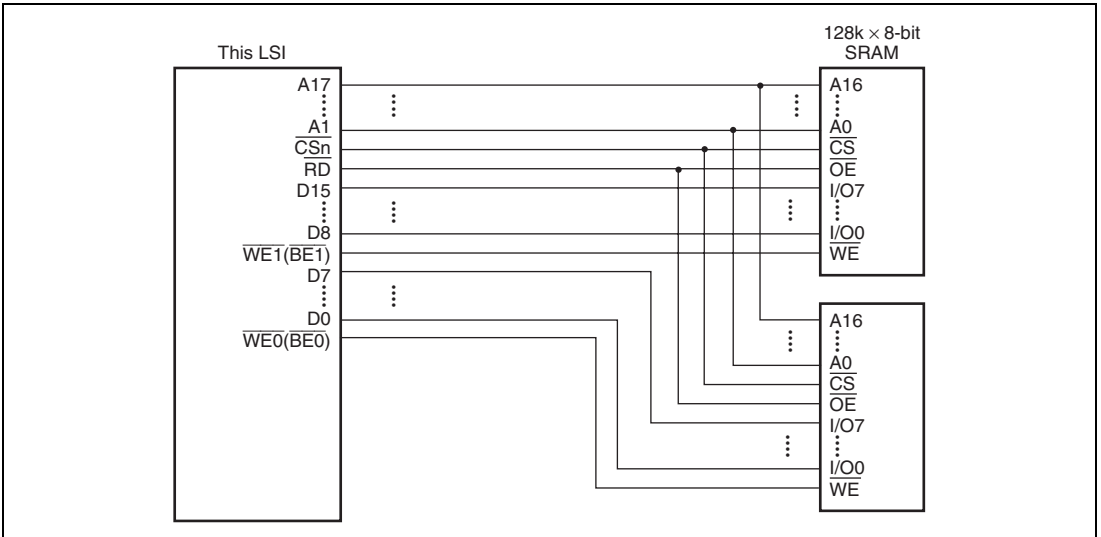 This LSI
A17
A1
CSn
RD
D15
D8
WE1(BE1)
D7
D0
WE0(BE0)
128k × 8-bit
SRAM
A16
A0
CS
OE
I/O7
I/O0
WE
A16
A0
CS
OE
I/O7
I/O0
WE